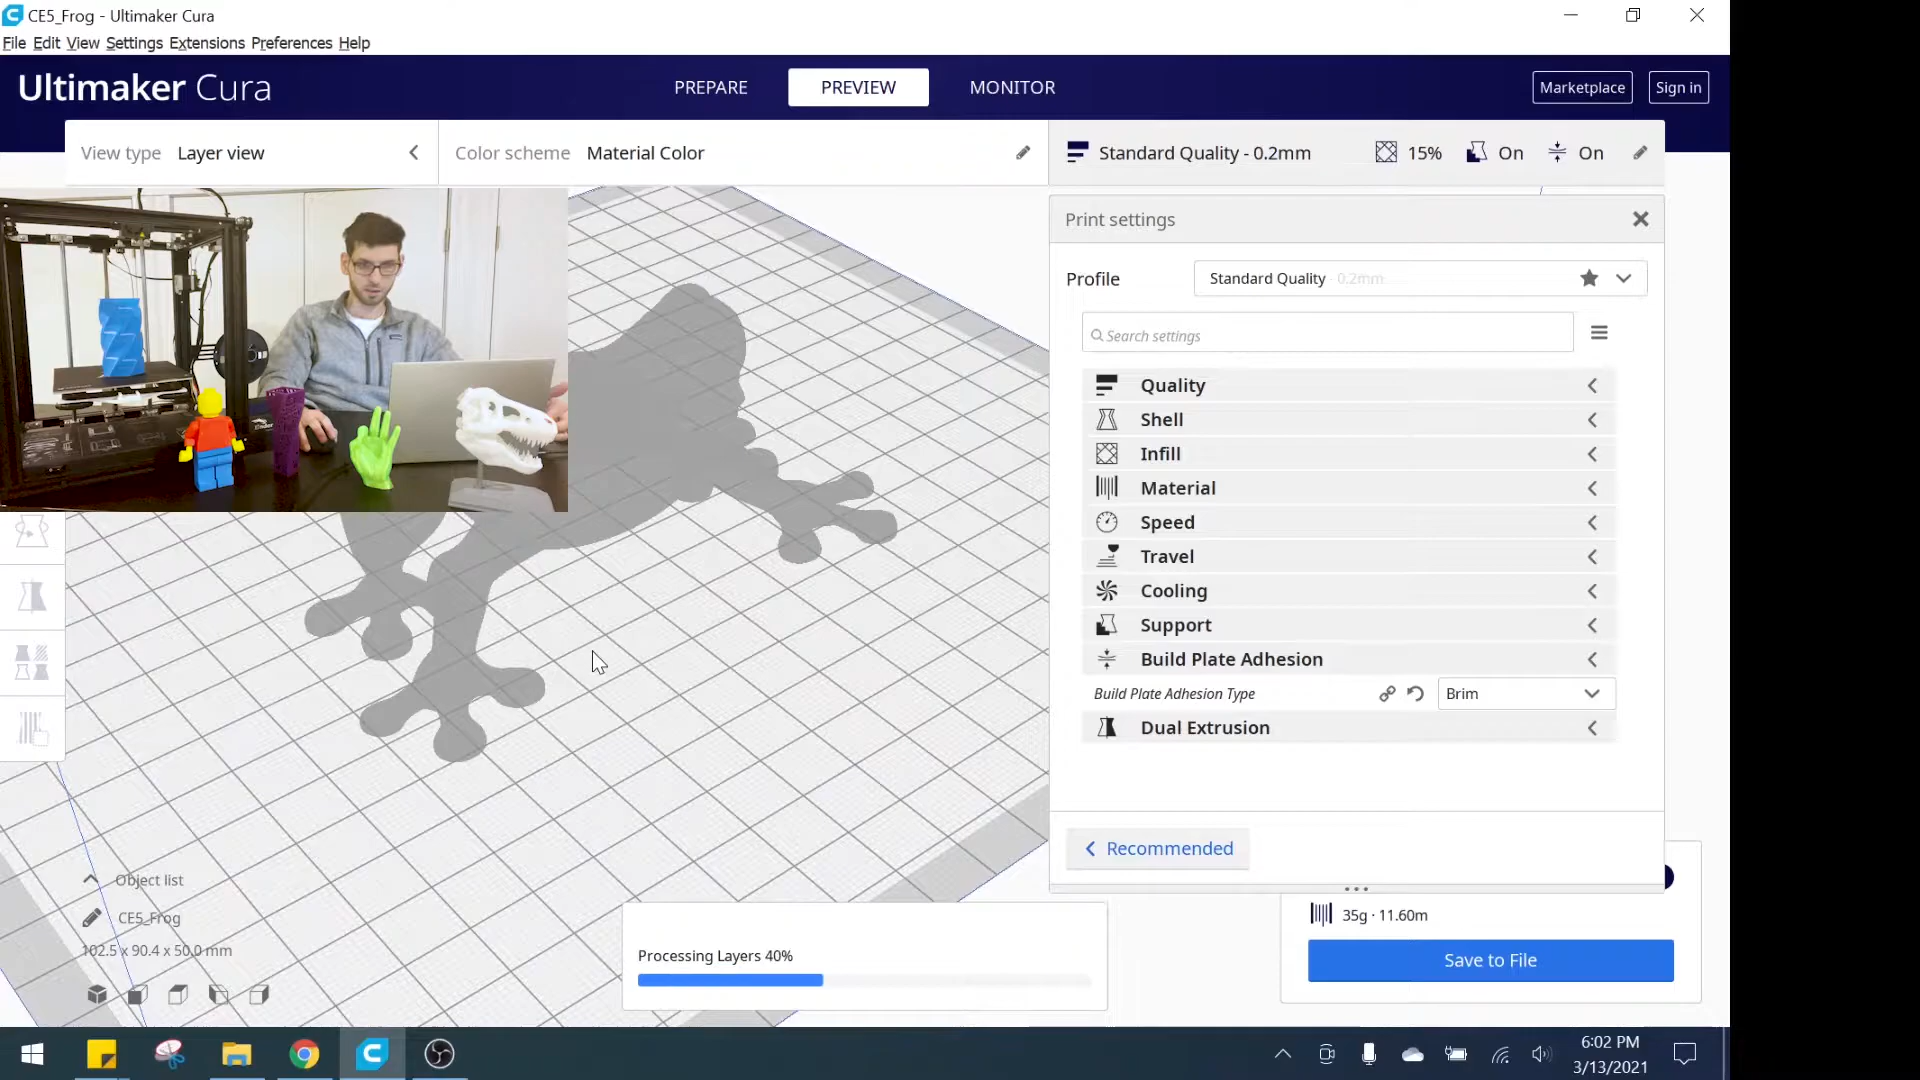 CE5_Frog - Ultimaker Cura
File Edit View Settings Extensions Preferences Help
Ultimaker Cura
PREPARE
PREVIEW
MONITOR
Marketplace
Sign in
View type Layer view
Color scheme Material Color
Standard Quality - 0.2mm
15%
On
On
Print settings
Profile
Standard Quality - 0.2mm
Search settings
Quality
Shell
Infill
Material
Speed
Travel
Cooling
Support
Build Plate Adhesion
Build Plate Adhesion Type
Brim
Dual Extrusion
Recommended
Object list
CE5_Frog
102.5 x 90.4 x 50.0 mm
Processing Layers 40%
35g · 11.60m
Save to File
6:02 PM
3/13/2021